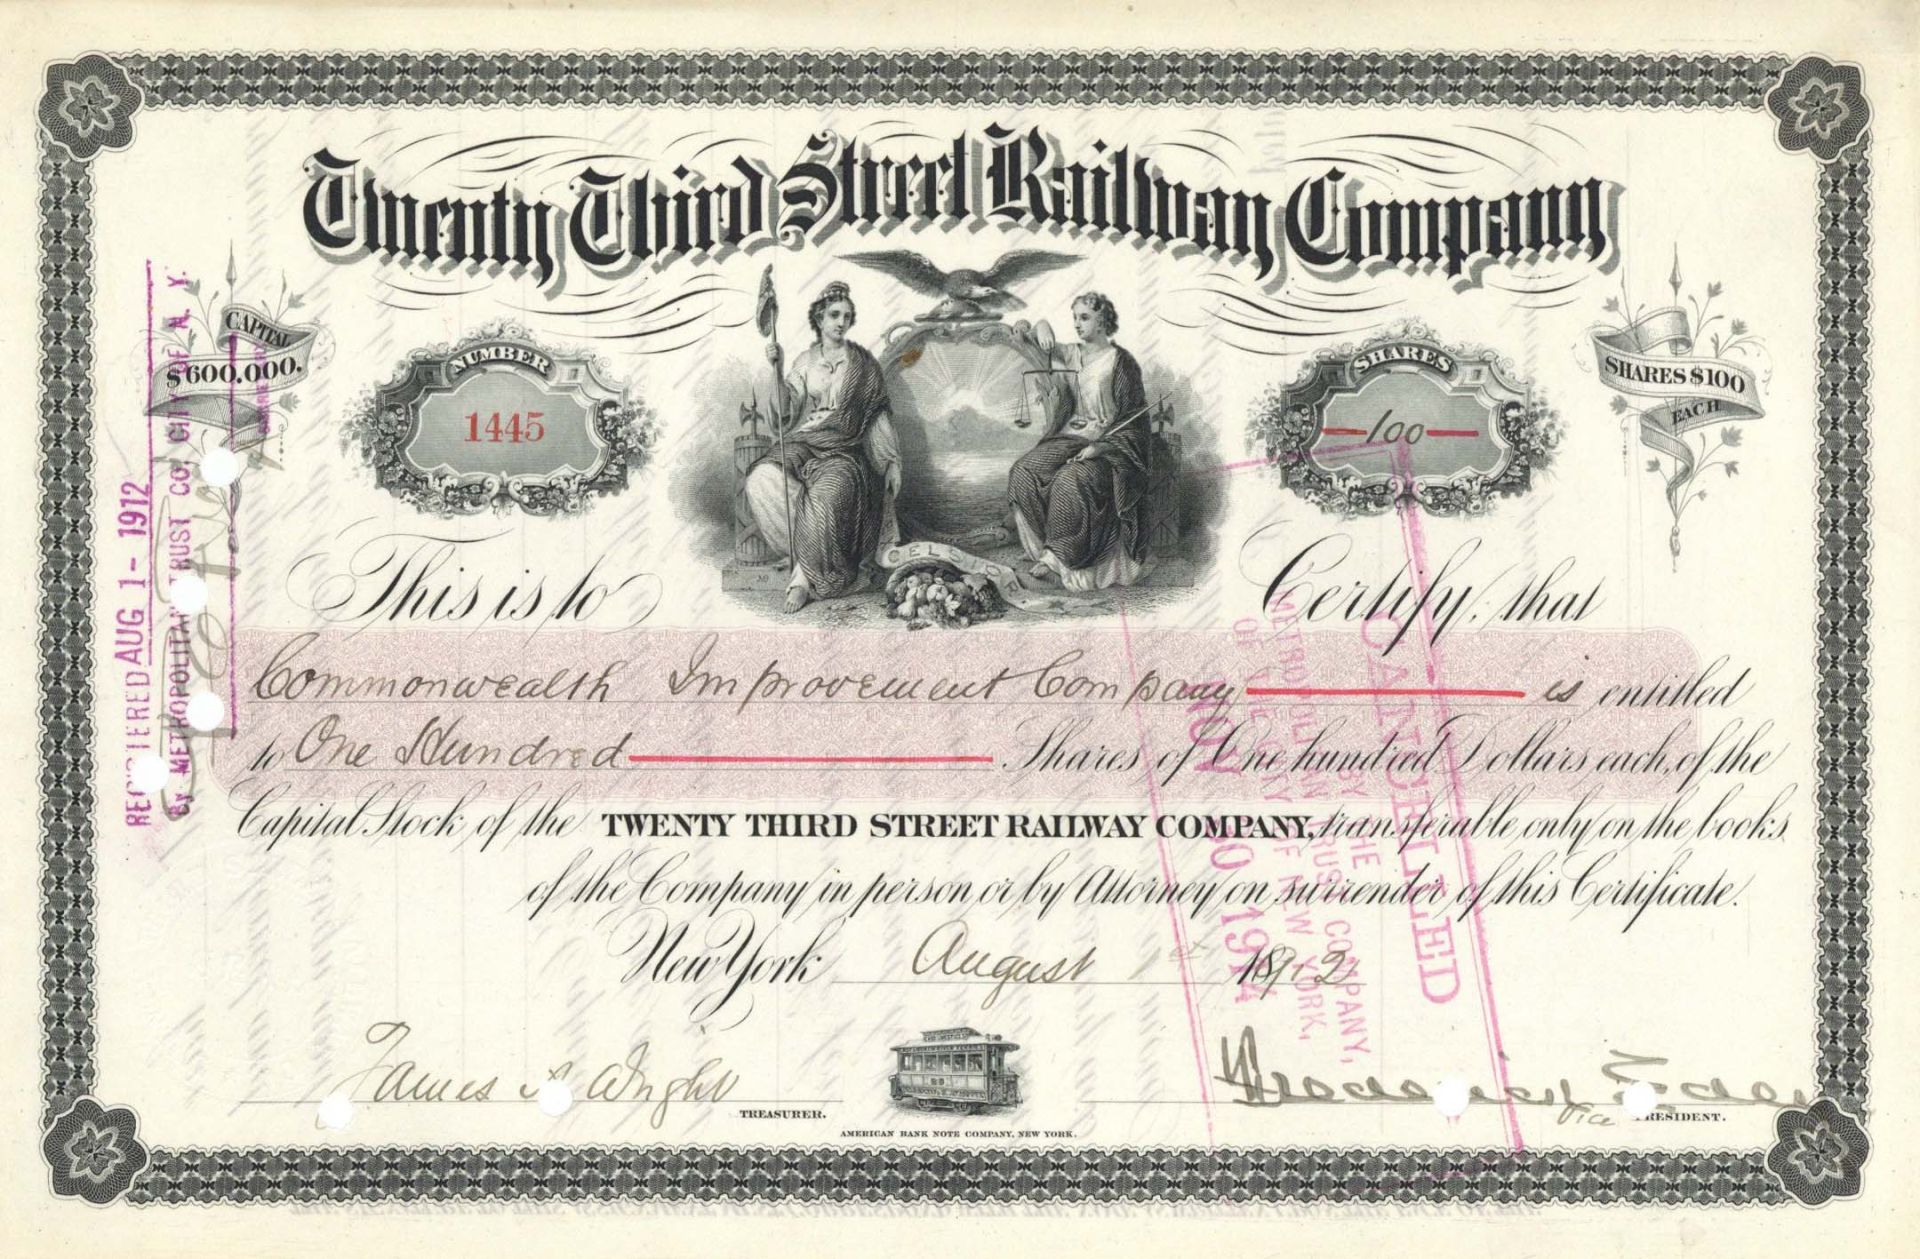 Twenty Third Street Railway Company
CAPITAL
$600.000.
NUMBER
1445
SHARES
100
SHARES $100
EACH
EXCELSIOR
This is to Certify, that
Commonwealth Improvement Company is entitled
to One Hundred Shares of One hundred Dollars each, of the
Capital Stock of the TWENTY THIRD STREET RAILWAY COMPANY, transferable only on the books
of the Company in person or by Attorney on surrender of this Certificate.
New York August 1st 1912
James A Wright
TREASURER.
Vice PRESIDENT.
AMERICAN BANK NOTE COMPANY, NEW YORK.
REGISTERED AUG 1- 1912
By METROPOLITAN TRUST CO. CITY OF N. Y.
CANCELLED
BY THE
METROPOLITAN TRUST COMPANY,
OF THE CITY OF NEW YORK,
NOV 30 1914